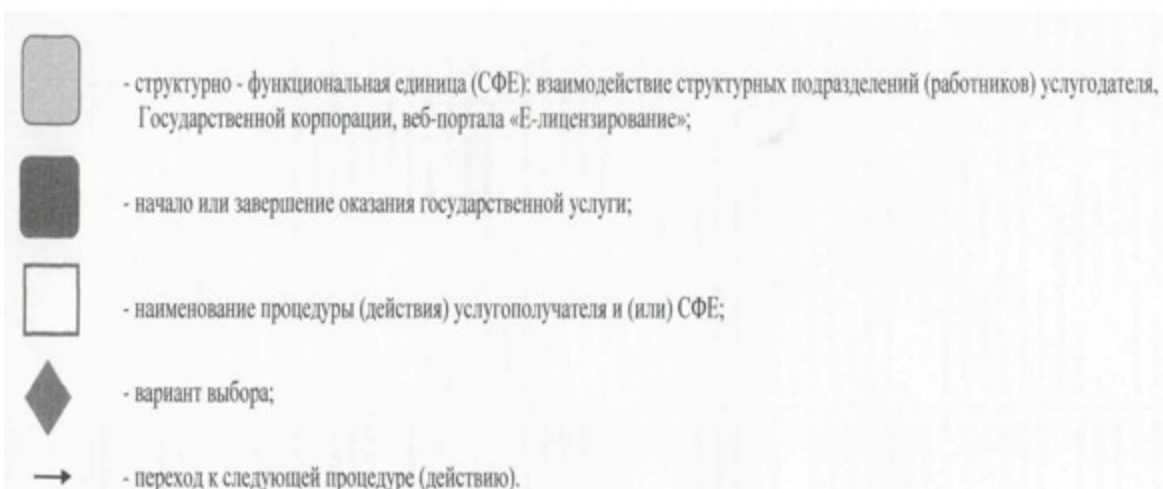 - структурно - функциональная единица (СФЕ): взаимодействие структурных подразделений (работников) услугодателя,
Государственной корпорации, веб-портала «Е-лицензирование»;
- начало или завершение оказания государственной услуги;
- наименование процедуры (действия) услугополучателя и (или) СФЕ;
- вариант выбора;
- переход к следующей процедуре (действию).